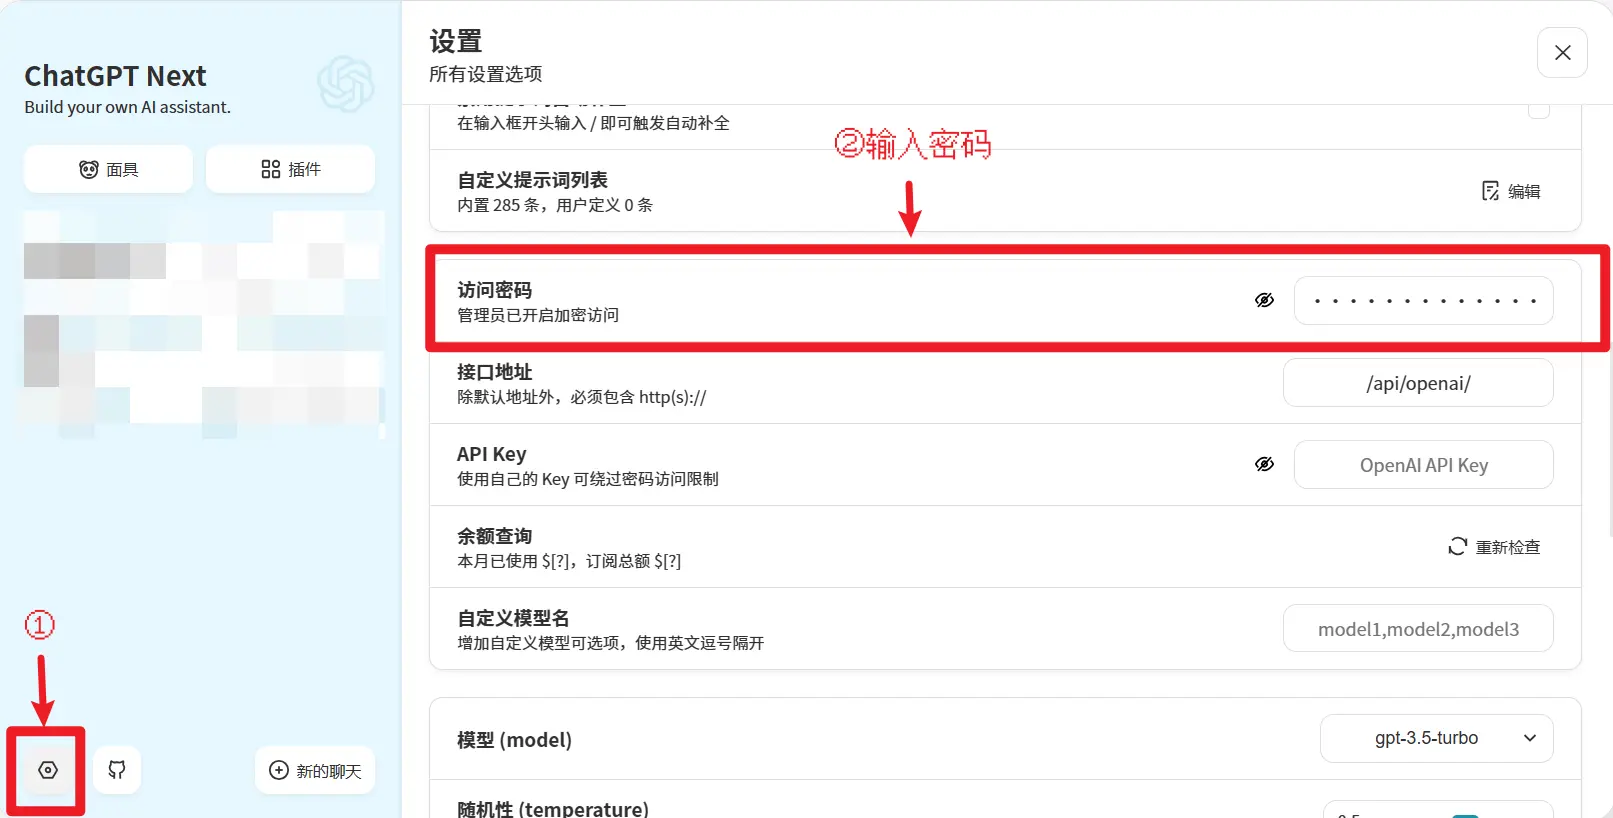 ChatGPT Next
Build your own AI assistant.
面具
插件
①
新的聊天
设置
所有设置选项
在输入框开头输入 / 即可触发自动补全
②输入密码
自定义提示词列表
内置 285 条，用户定义 0 条
编辑
访问密码
管理员已开启加密访问
接口地址
除默认地址外，必须包含 http(s)://
/api/openai/
API Key
使用自己的 Key 可绕过密码访问限制
OpenAI API Key
余额查询
本月已使用 $[?]，订阅总额 $[?]
重新检查
自定义模型名
增加自定义模型可选项，使用英文逗号隔开
model1,model2,model3
模型 (model)
gpt-3.5-turbo
随机性 (temperature)